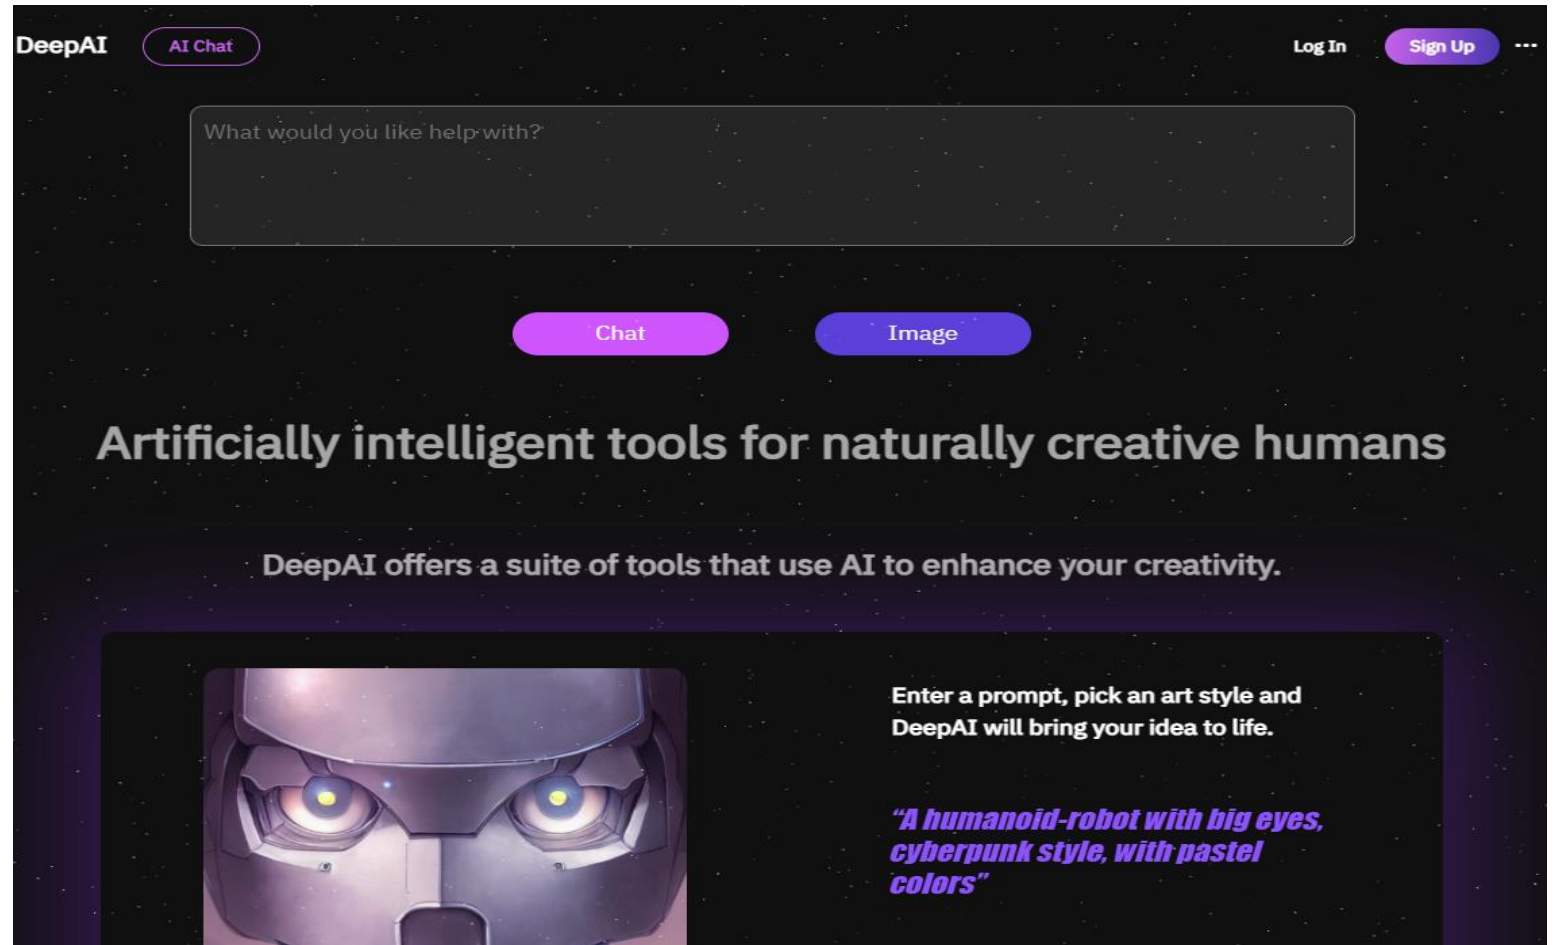 DeepAI
AI Chat
Log In
Sign Up
What would you like help with?
Chat
Image
Artificially intelligent tools for naturally creative humans
DeepAI offers a suite of tools that use AI to enhance your creativity.
Enter a prompt, pick an art style and
DeepAI will bring your idea to life.
“A humanoid-robot with big eyes,
cyberpunk style, with pastel
colors”